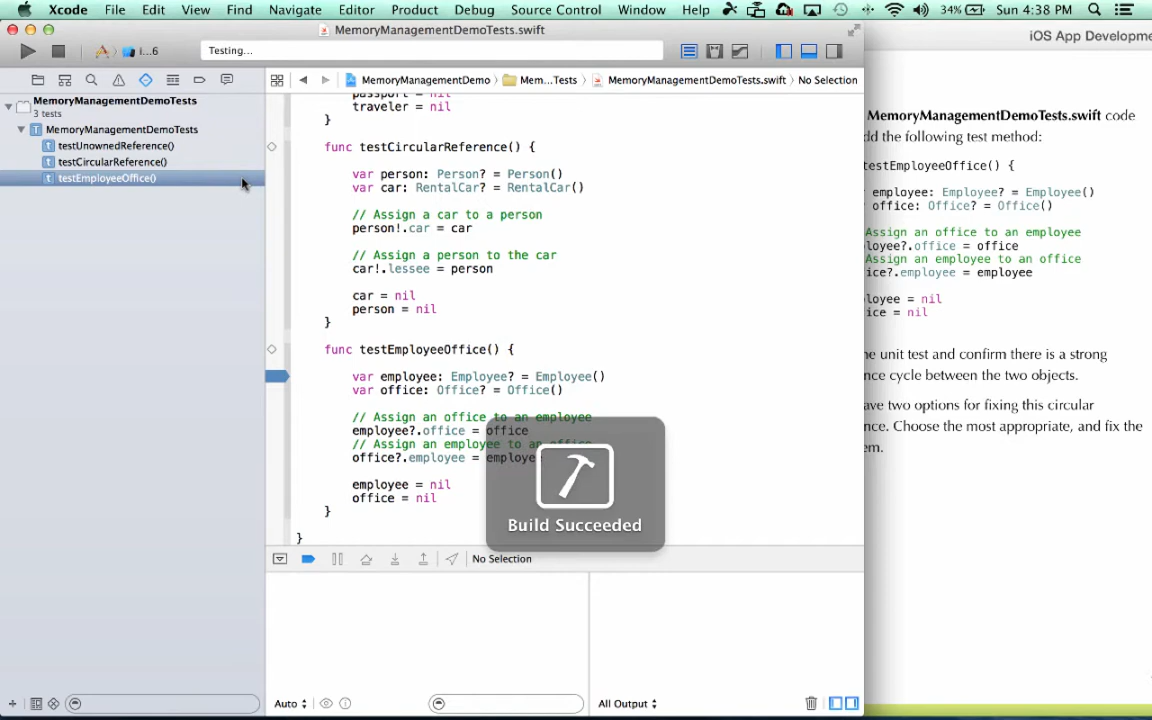 Xcode File Edit View Find Navigate Editor Product Debug Source Control Window Help 34% Sun 4:38 PM
MemoryManagementDemoTests.swift
iOS App Developme
i...6 Testing...
MemoryManagementDemo Mem...Tests MemoryManagementDemoTests.swift No Selection
MemoryManagementDemoTests
3 tests
MemoryManagementDemoTests
testUnownedReference()
testCircularReference()
testEmployeeOffice()
passport = nil
traveler = nil
}
func testCircularReference() {
var person: Person? = Person()
var car: RentalCar? = RentalCar()
// Assign a car to a person
person!.car = car
// Assign a person to the car
car!.lessee = person
car = nil
person = nil
}
func testEmployeeOffice() {
var employee: Employee? = Employee()
var office: Office? = Office()
// Assign an office to an employee
employee?.office = office
// Assign an employee to an office
office?.employee = employee
employee = nil
office = nil
}
}
Build Succeeded
No Selection
Auto
All Output
MemoryManagementDemoTests.swift code
dd the following test method:
testEmployeeOffice() {
r employee: Employee? = Employee()
r office: Office? = Office()
Assign an office to an employee
ployee?.office = office
Assign an employee to an office
ice?.employee = employee
loyee = nil
ice = nil
he unit test and confirm there is a strong
nce cycle between the two objects.
ave two options for fixing this circular
nce. Choose the most appropriate, and fix the
em.